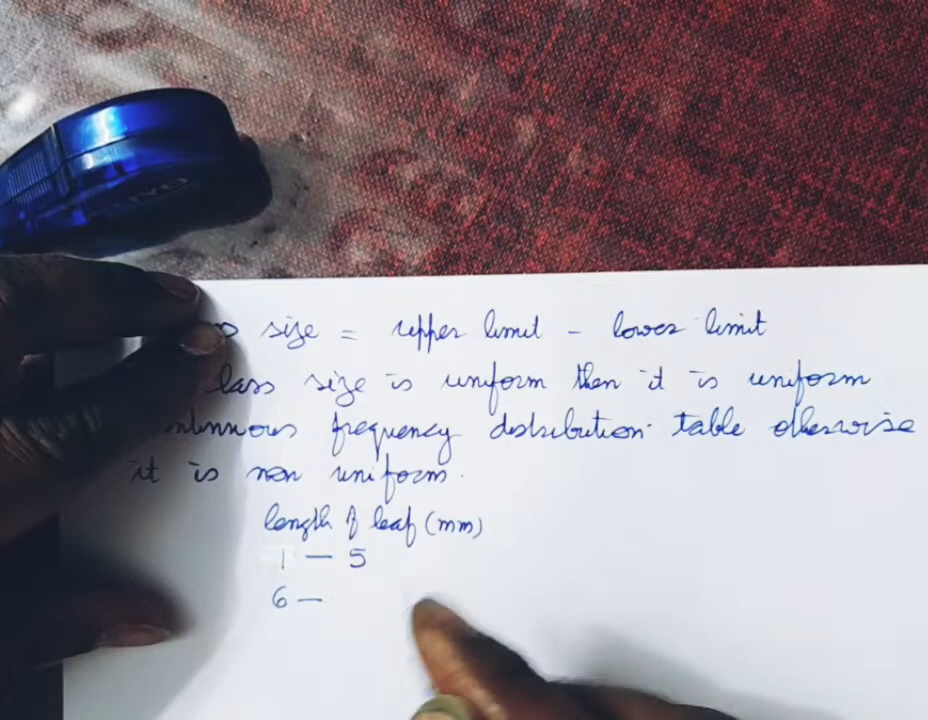 size = upper limit - lower limit
lass size is uniform then it is uniform
ntinuous frequency distribution table otherwise
it is non uniform.
length of leaf (mm)
1 — 5
6 —